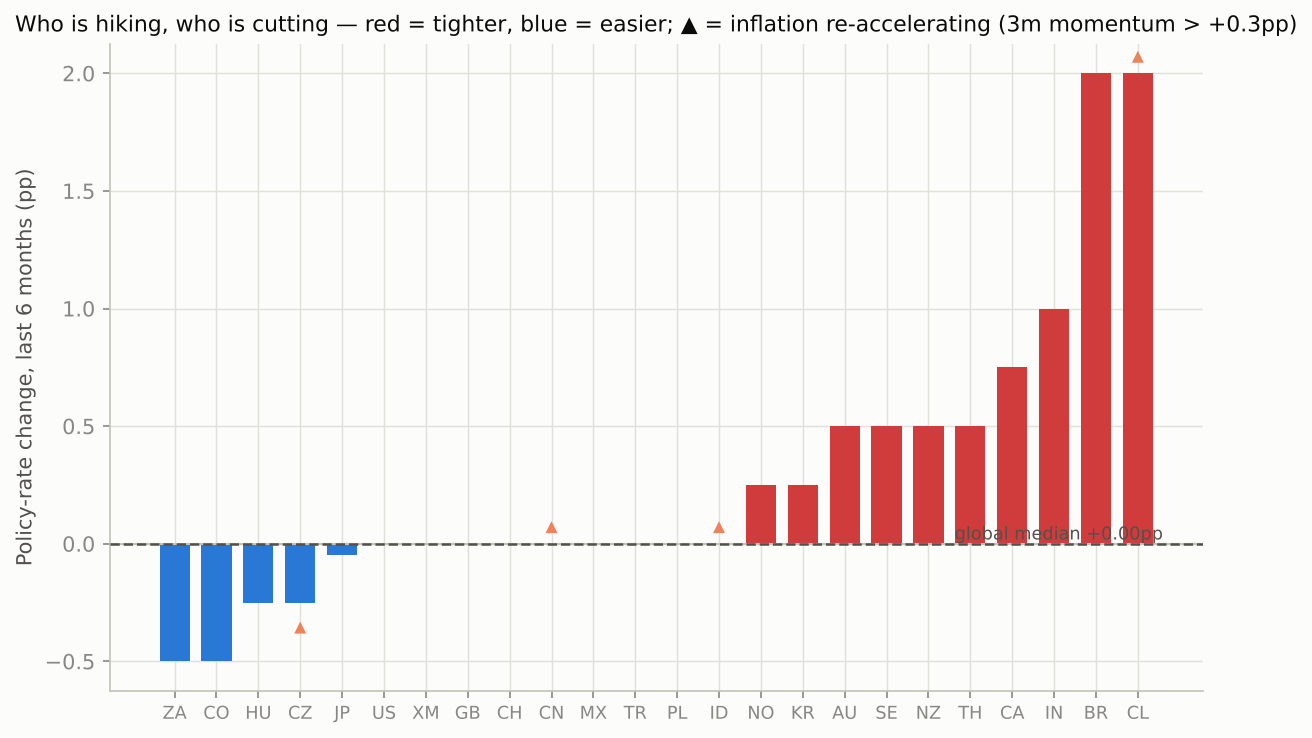 Who is hiking, who is cutting — red = tighter, blue = easier; ▲ = inflation re-accelerating (3m momentum > +0.3pp)
Policy-rate change, last 6 months (pp)
2.0
1.5
1.0
0.5
0.0
−0.5
global median +0.00pp
ZA CO HU CZ JP US XM GB CH CN MX TR PL ID NO KR AU SE NZ TH CA IN BR CL